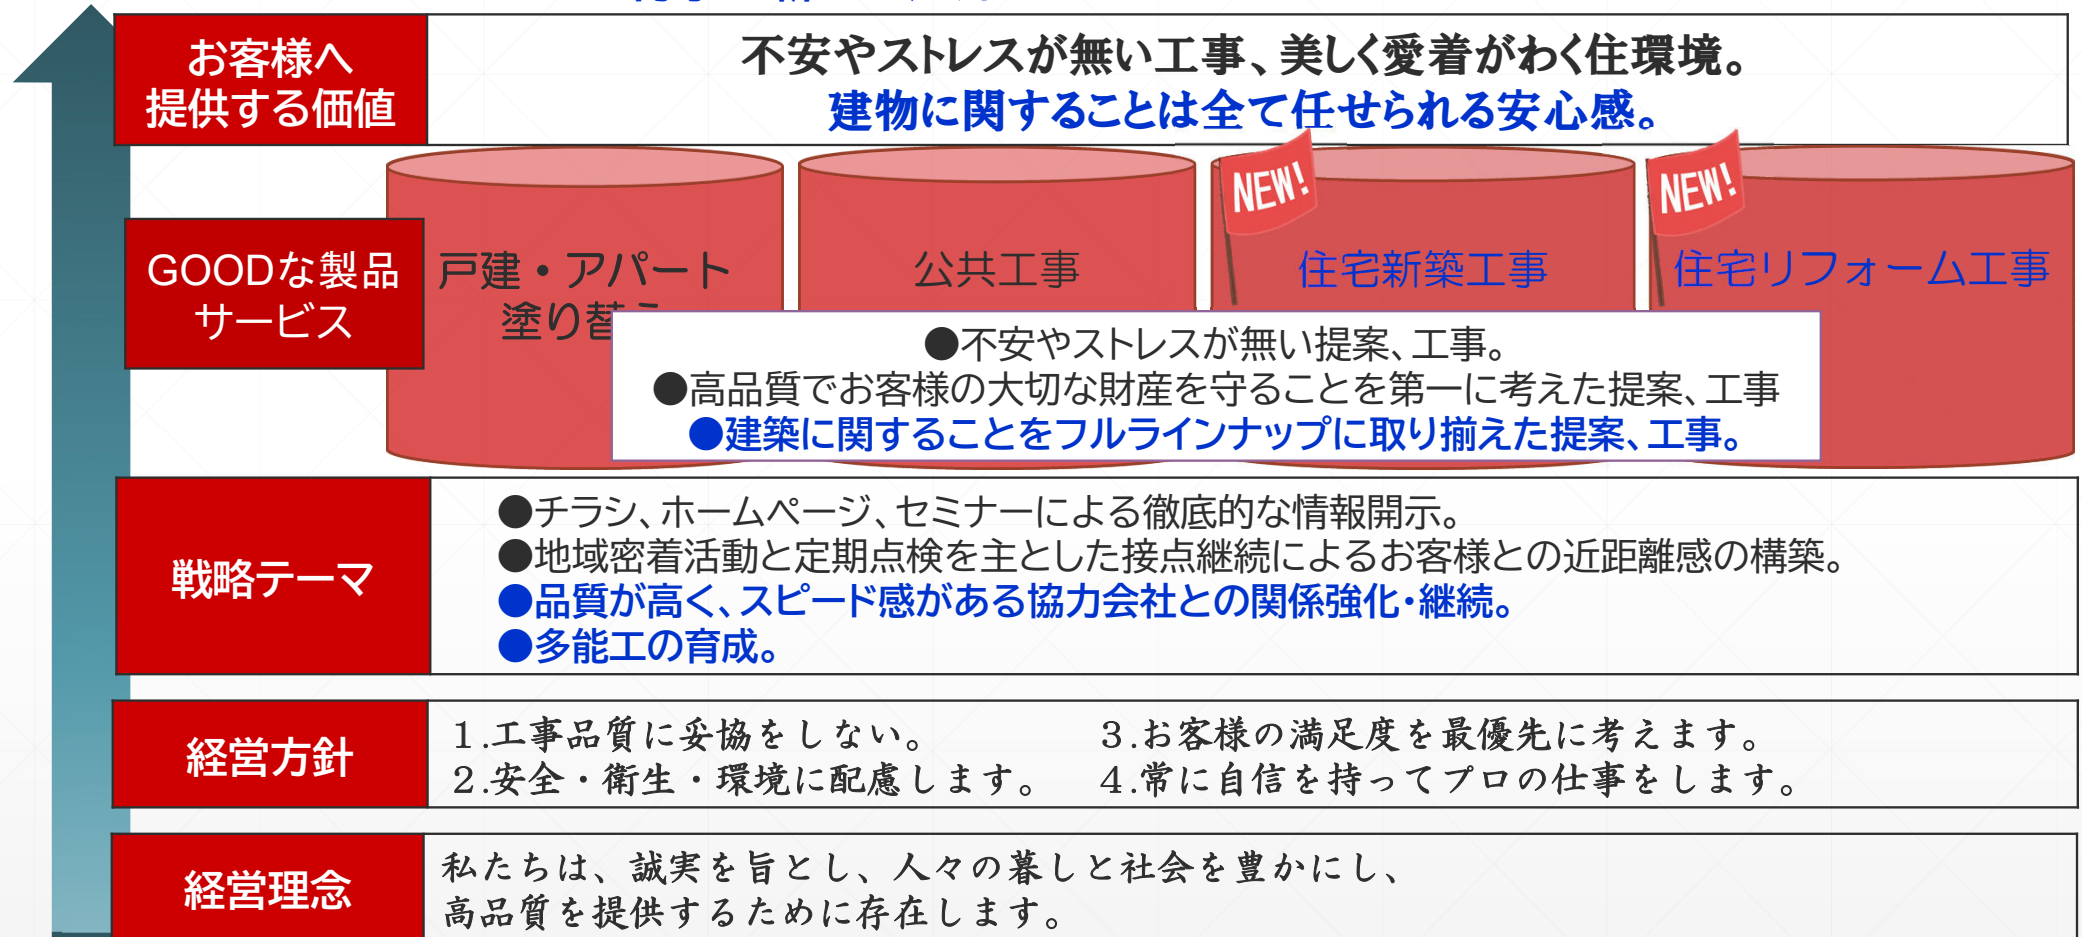 お客様へ
提供する価値
不安やストレスが無い工事、美しく愛着がわく住環境。
建物に関することは全て任せられる安心感。
GOODな製品
サービス
戸建・アパート
塗り替え
公共工事
NEW!
住宅新築工事
NEW!
住宅リフォーム工事
●不安やストレスが無い提案、工事。
●高品質でお客様の大切な財産を守ることを第一に考えた提案、工事
●建築に関することをフルラインナップに取り揃えた提案、工事。
戦略テーマ
●チラシ、ホームページ、セミナーによる徹底的な情報開示。
●地域密着活動と定期点検を主とした接点継続によるお客様との近距離感の構築。
●品質が高く、スピード感がある協力会社との関係強化・継続。
●多能工の育成。
経営方針
１.工事品質に妥協をしない。
２.安全・衛生・環境に配慮します。
３.お客様の満足度を最優先に考えます。
４.常に自信を持ってプロの仕事をします。
経営理念
私たちは、誠実を旨とし、人々の暮しと社会を豊かにし、
高品質を提供するために存在します。